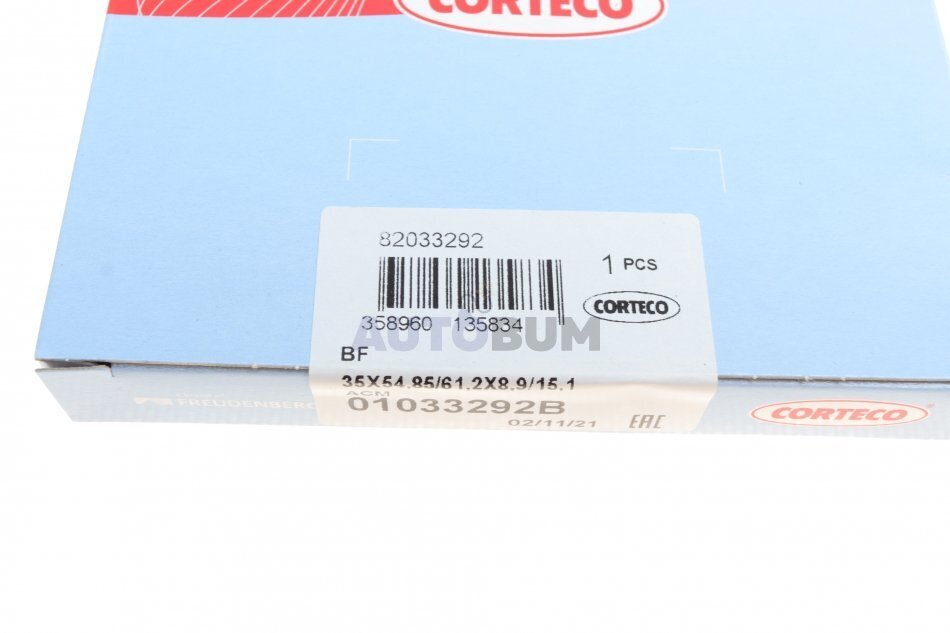 CORTECO
82033292
1 PCS
CORTECO
358960 135834
AUTOBUM
BF
35X54.85/61.2X8.9/15.1
ACM
01033292B
02/11/21 EAC
FREUDENBERG
CORTECO